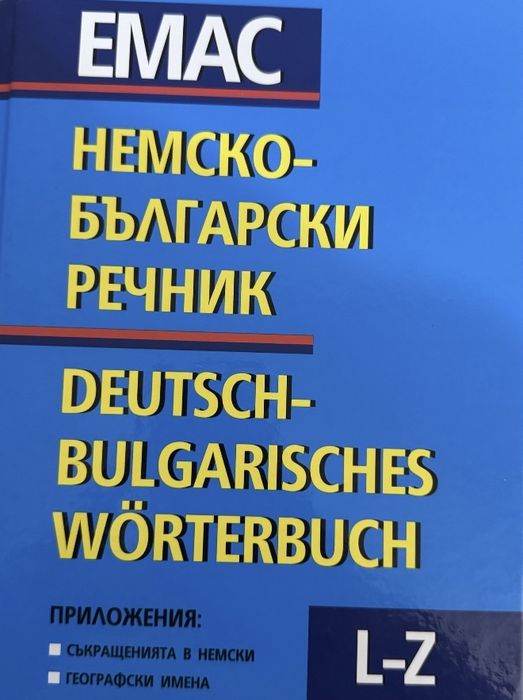 ЕМАС
НЕМСКО-
БЪЛГАРСКИ
РЕЧНИК
DEUTSCH-
BULGARISCHES
WÖRTERBUCH
ПРИЛОЖЕНИЯ:
СЪКРАЩЕНИЯТА В НЕМСКИ
ГЕОГРАФСКИ ИМЕНА
L-Z